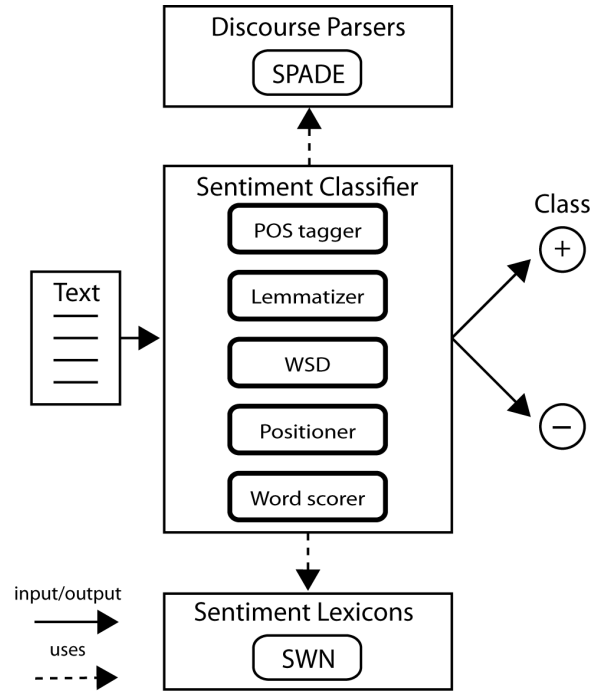 Discourse Parsers
SPADE
Sentiment Classifier
POS tagger
Lemmatizer
WSD
Positioner
Word scorer
Text
Class
+
−
input/output
uses
Sentiment Lexicons
SWN